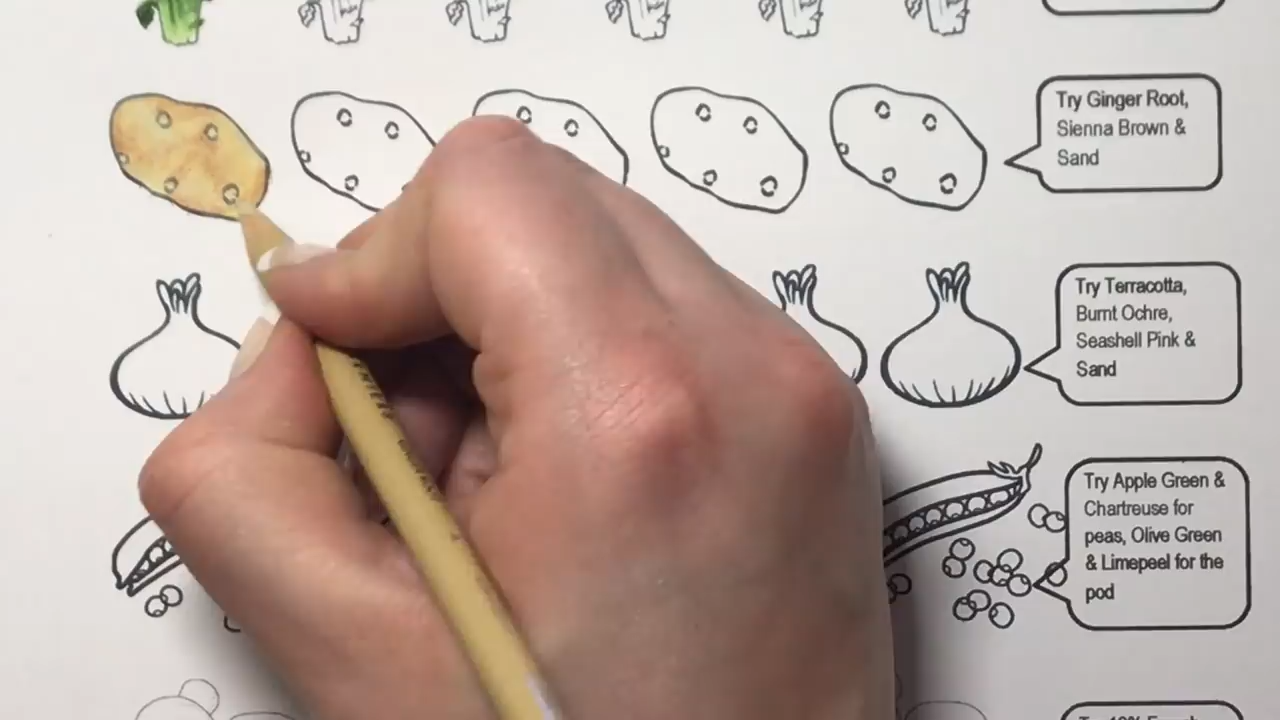 Try Ginger Root,
Sienna Brown &
Sand
Try Terracotta,
Burnt Ochre,
Seashell Pink &
Sand
Try Apple Green &
Chartreuse for
peas, Olive Green
& Limepeel for the
pod